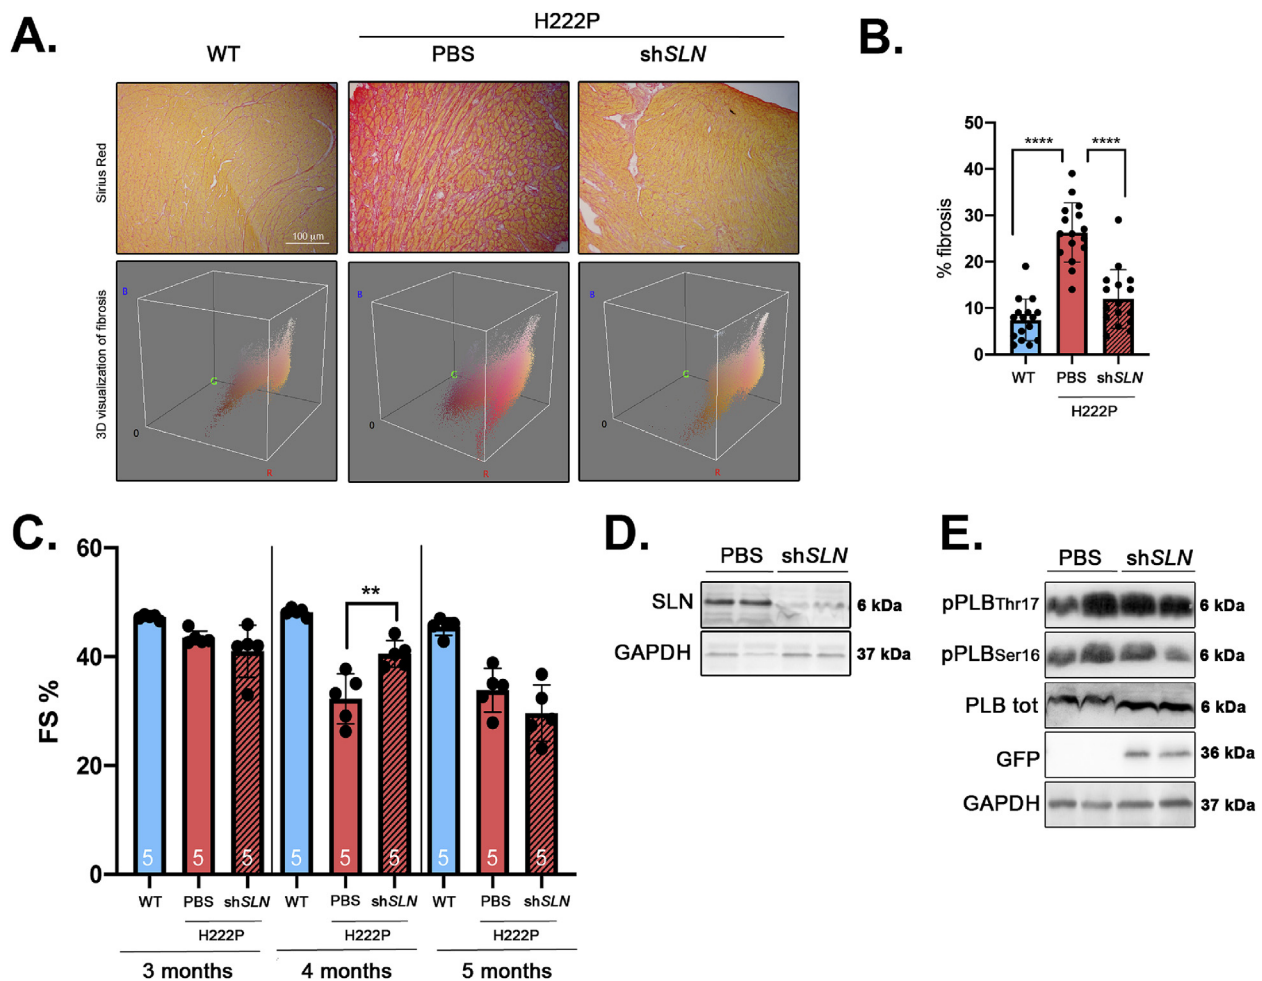 A.
H222P
WT
PBS
shSLN
Sirius Red
100 µm
3D visualization of fibrosis
B
G
0
R
B
G
0
R
B
G
0
R
B.
% fibrosis
50
40
30
20
10
0
****
****
WT
PBS
shSLN
H222P
C.
FS %
60
40
20
0
**
5
5
5
5
5
5
5
5
5
WT
PBS
shSLN
WT
PBS
shSLN
WT
PBS
shSLN
H222P
H222P
H222P
3 months
4 months
5 months
D.
PBS
shSLN
SLN
6 kDa
GAPDH
37 kDa
E.
PBS
shSLN
pPLBThr17
6 kDa
pPLBSer16
6 kDa
PLB tot
6 kDa
GFP
36 kDa
GAPDH
37 kDa